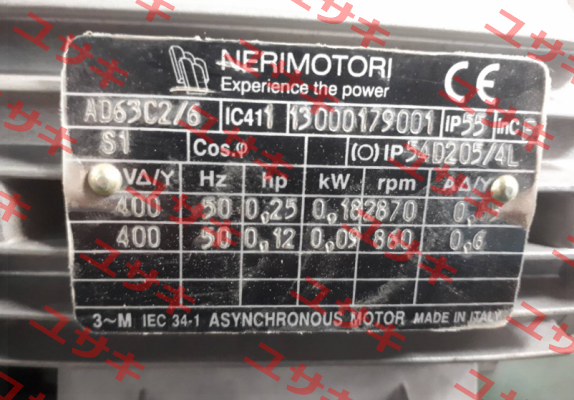 NERIMOTORI
Experience the power
CE
AD63C2/6 IC411 13000179001 IP55 InC F
S1 Cos.φ (O) IP54D205/4L
VΔ/Y Hz hp kW rpm AΔ/Y
400 50 0,25 0,18 2870 0,
400 50 0,12 0,09 860 0,6
3~M IEC 34-1 ASYNCHRONOUS MOTOR MADE IN ITALY
ユサキ